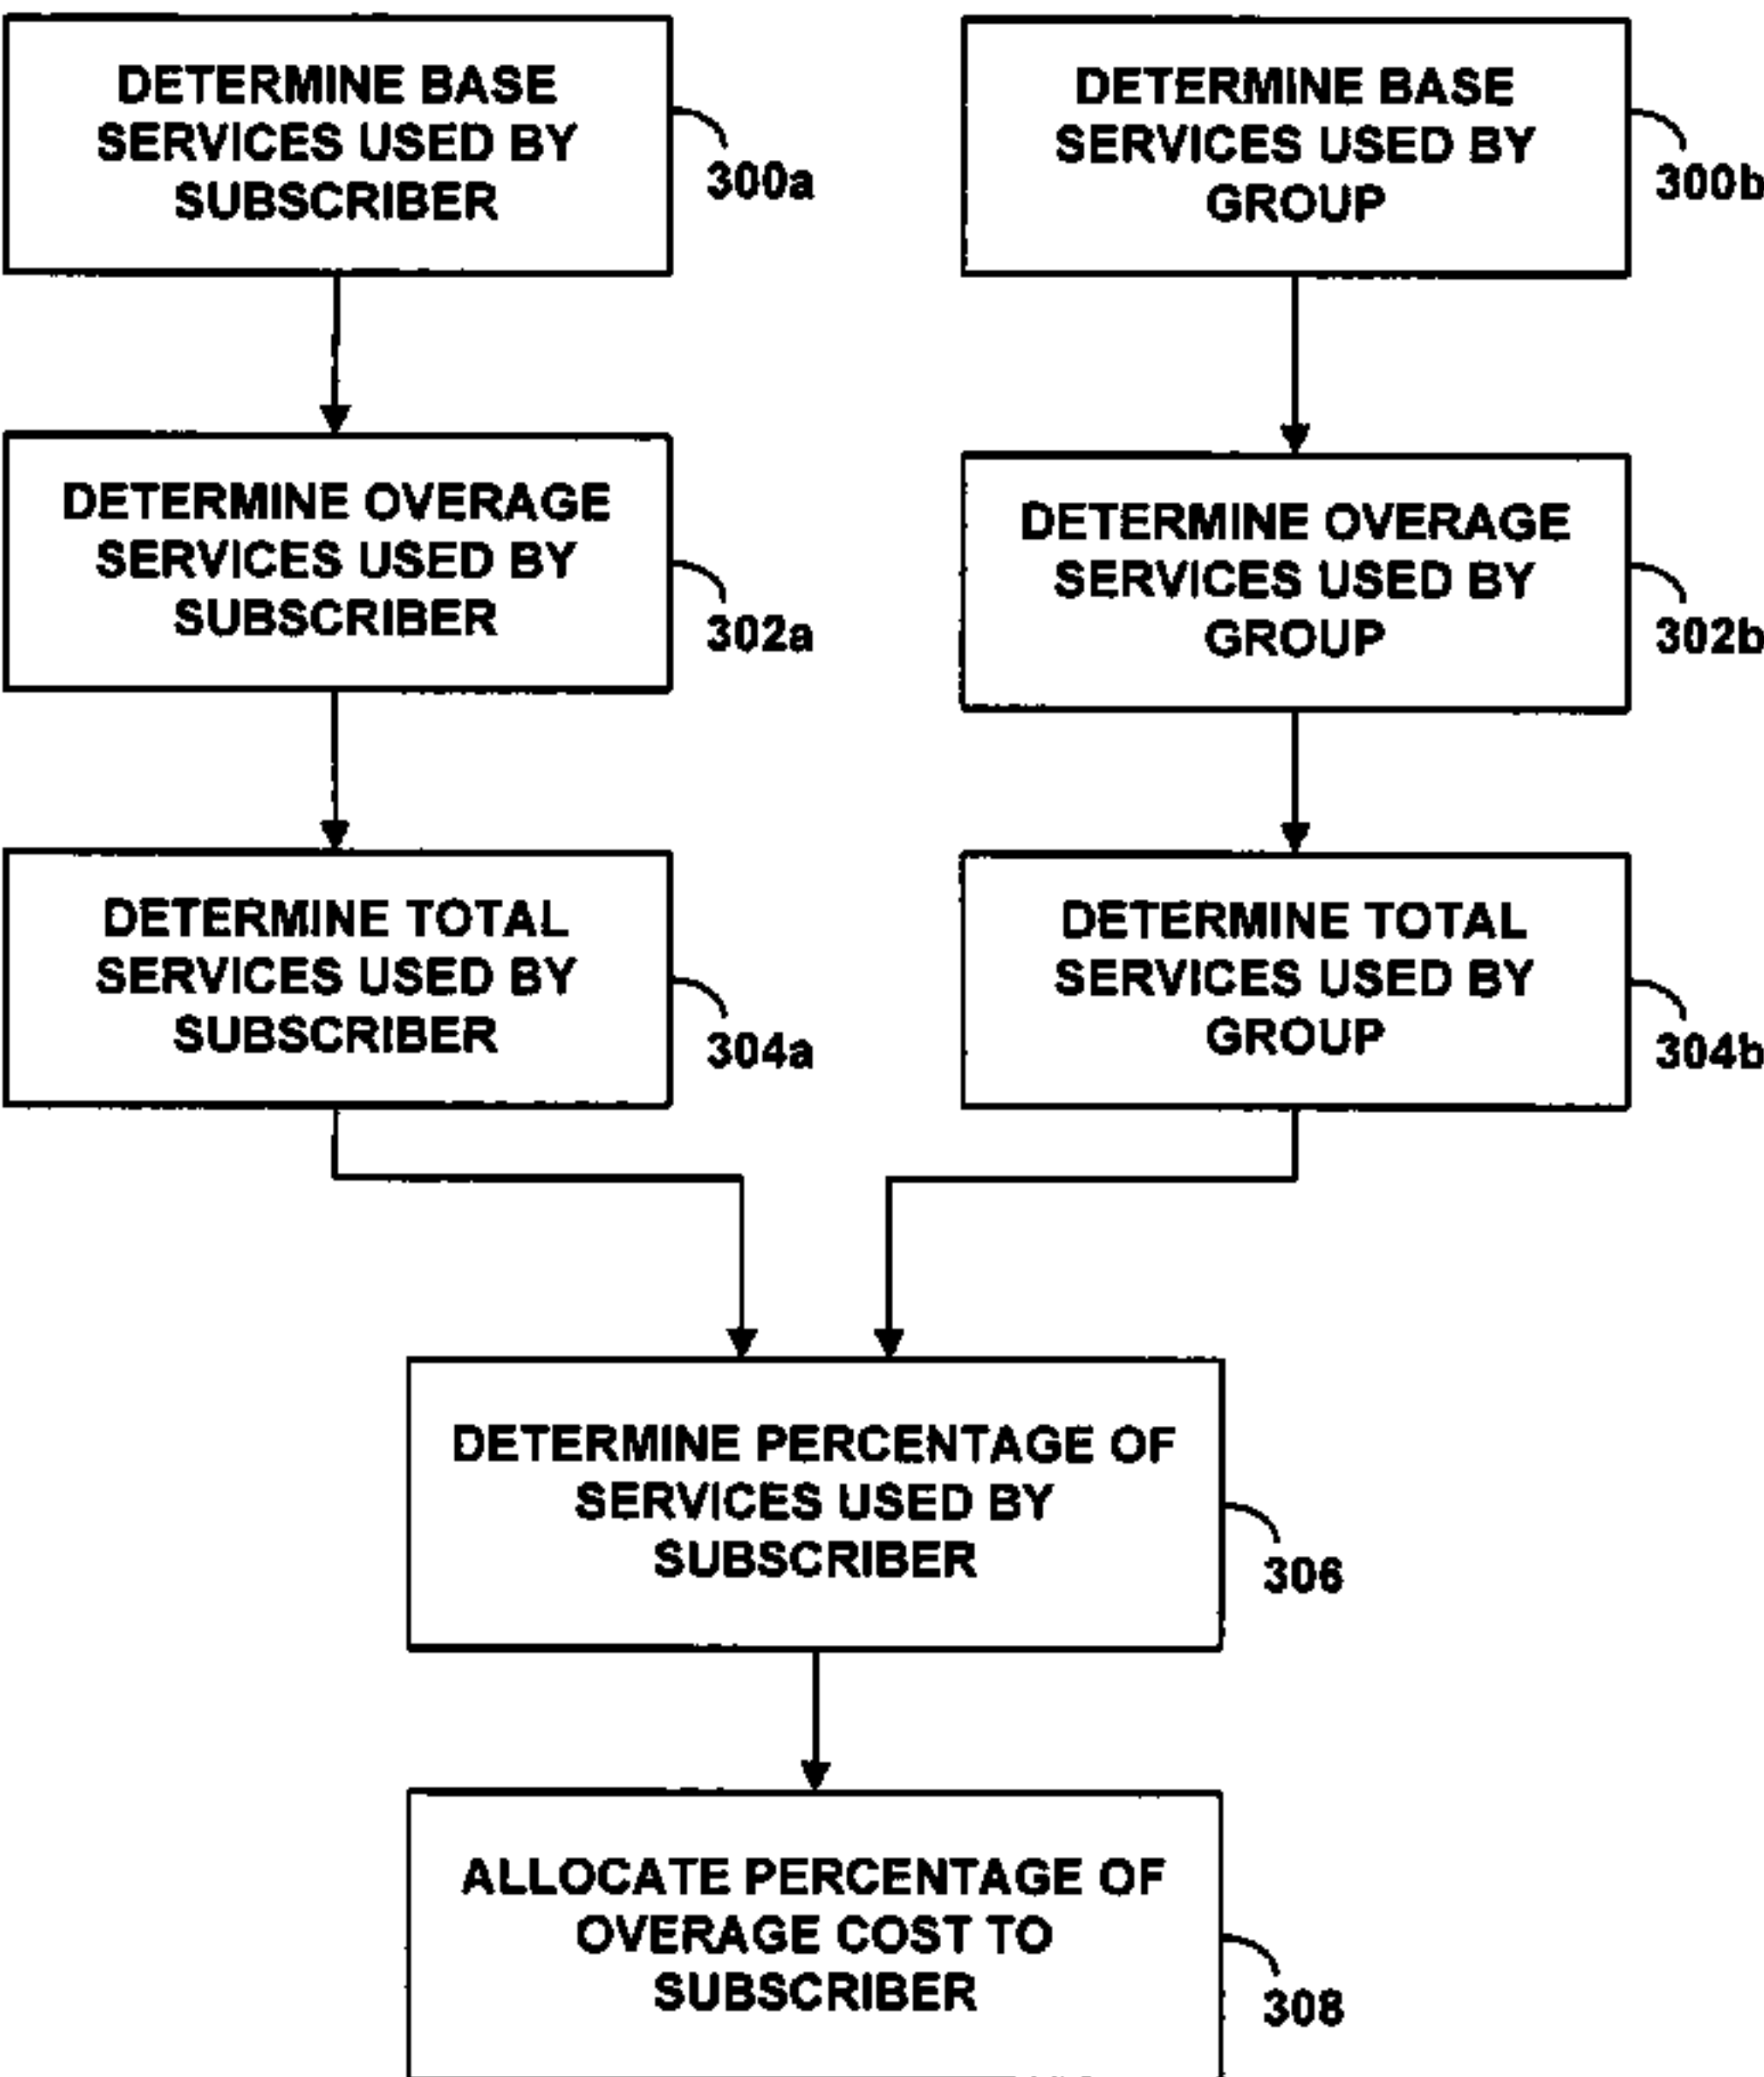 DETERMINE BASE
SERVICES USED BY
SUBSCRIBER
300a
DETERMINE BASE
SERVICES USED BY
GROUP
300b
DETERMINE OVERAGE
SERVICES USED BY
SUBSCRIBER
302a
DETERMINE OVERAGE
SERVICES USED BY
GROUP
302b
DETERMINE TOTAL
SERVICES USED BY
SUBSCRIBER
304a
DETERMINE TOTAL
SERVICES USED BY
GROUP
304b
DETERMINE PERCENTAGE OF
SERVICES USED BY
SUBSCRIBER
306
ALLOCATE PERCENTAGE OF
OVERAGE COST TO
SUBSCRIBER
308